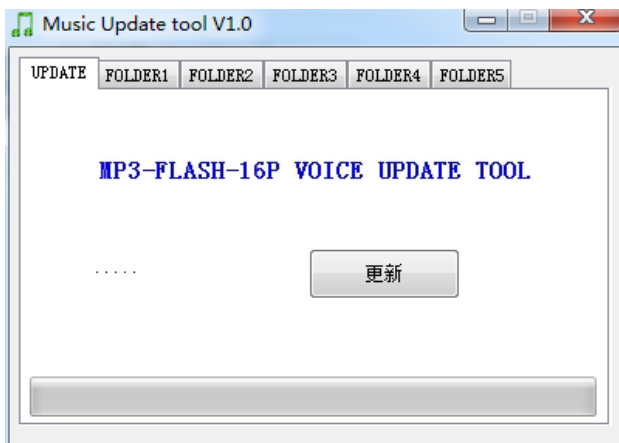 Music Update tool V1.0
UPDATE FOLDER1 FOLDER2 FOLDER3 FOLDER4 FOLDER5
MP3-FLASH-16P VOICE UPDATE TOOL
..... 更新